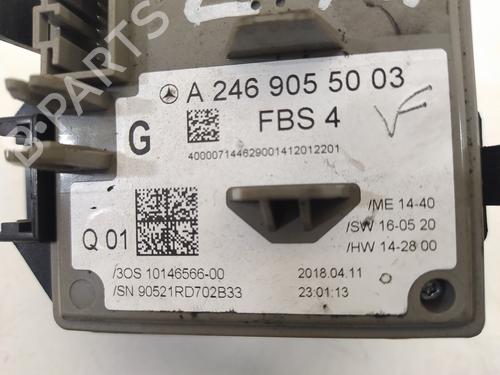 A 246 905 50 03
G
FBS 4
400007144629001412012201
Q 01
/ME 14-40
/SW 16-05 20
/HW 14-28 00
/3OS 10146566-00
2018.04.11
/SN 90521RD702B33
23:01:13
B-PARTS